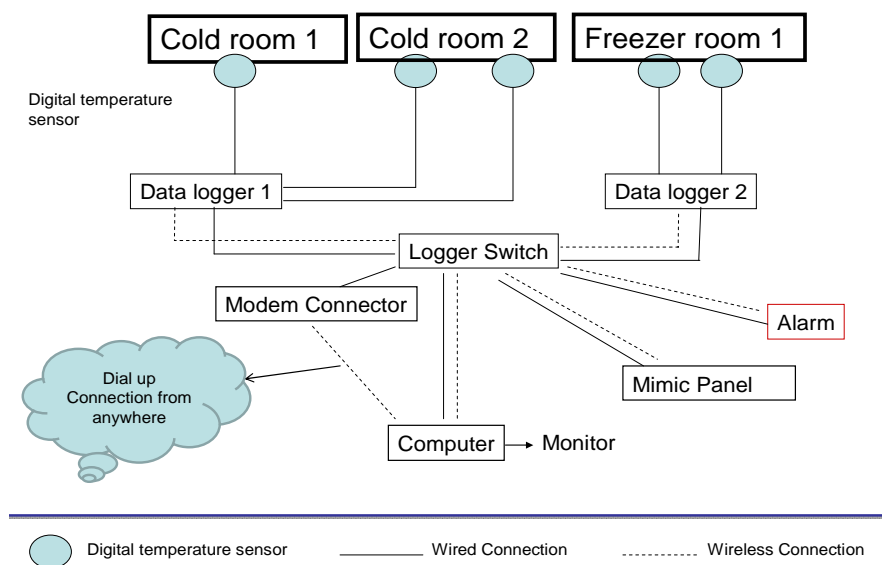 Cold room 1
Cold room 2
Freezer room 1
Digital temperature
sensor
Data logger 1
Data logger 2
Logger Switch
Modem Connector
Alarm
Dial up
Connection from
anywhere
Mimic Panel
Computer
Monitor
Digital temperature sensor
Wired Connection
Wireless Connection